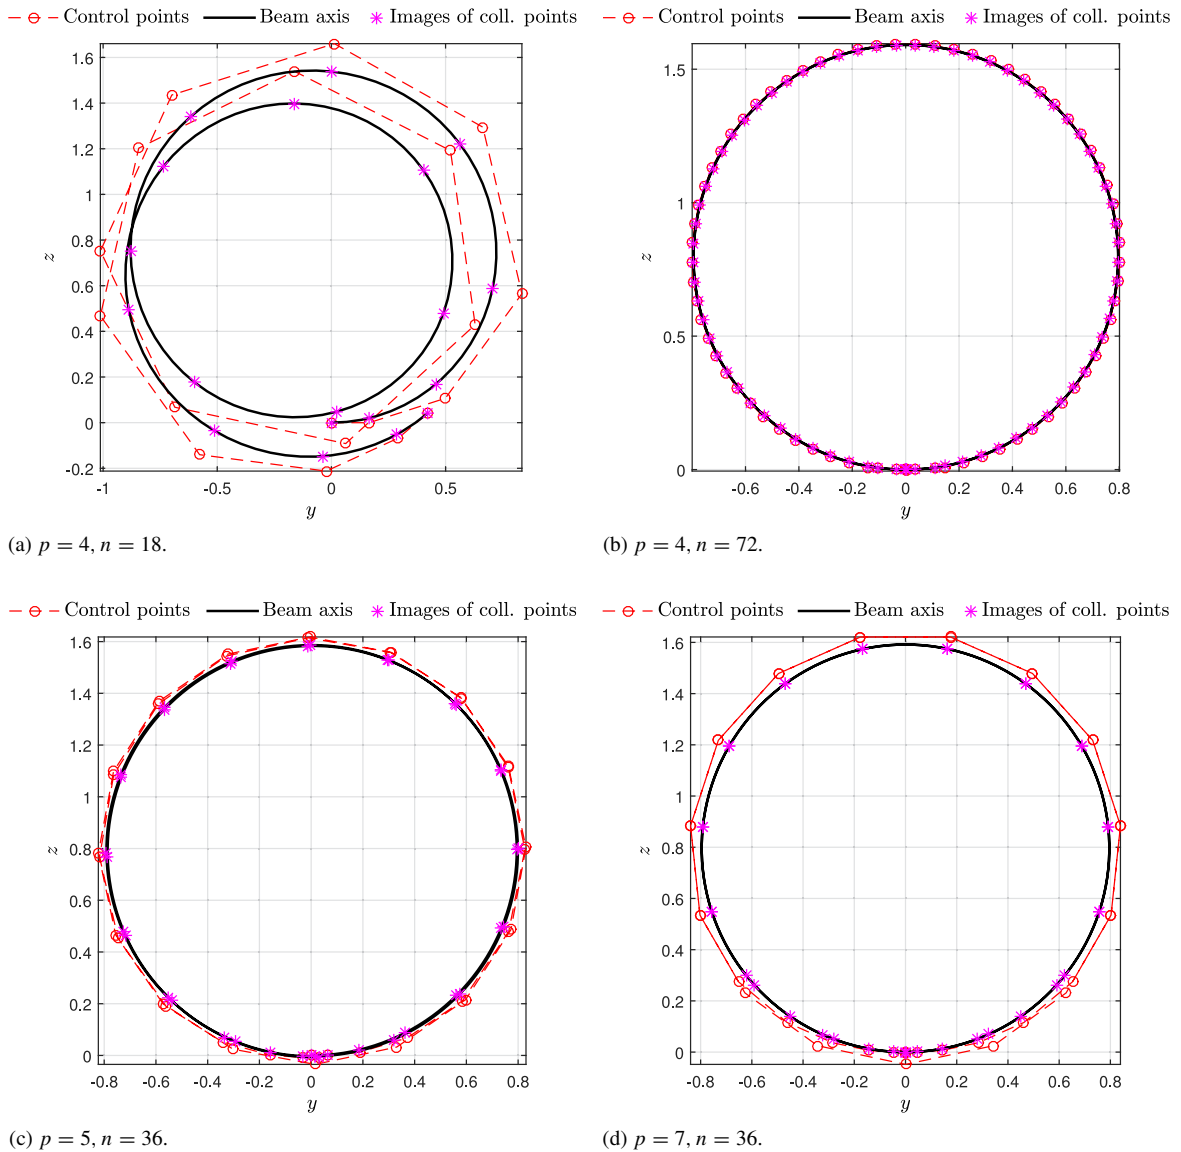 Control points Beam axis Images of coll. points
1.6
1.4
1.2
1
0.8
0.6
0.4
0.2
0
-0.2
z
-1 -0.5 0 0.5
y
(a) p = 4, n = 18.
Control points Beam axis Images of coll. points
1.5
1
0.5
0
z
-0.6 -0.4 -0.2 0 0.2 0.4 0.6 0.8
y
(b) p = 4, n = 72.
Control points Beam axis Images of coll. points
1.6
1.4
1.2
1
0.8
0.6
0.4
0.2
0
z
-0.8 -0.6 -0.4 -0.2 0 0.2 0.4 0.6 0.8
y
(c) p = 5, n = 36.
Control points Beam axis Images of coll. points
1.6
1.4
1.2
1
0.8
0.6
0.4
0.2
0
z
-0.8 -0.6 -0.4 -0.2 0 0.2 0.4 0.6 0.8
y
(d) p = 7, n = 36.